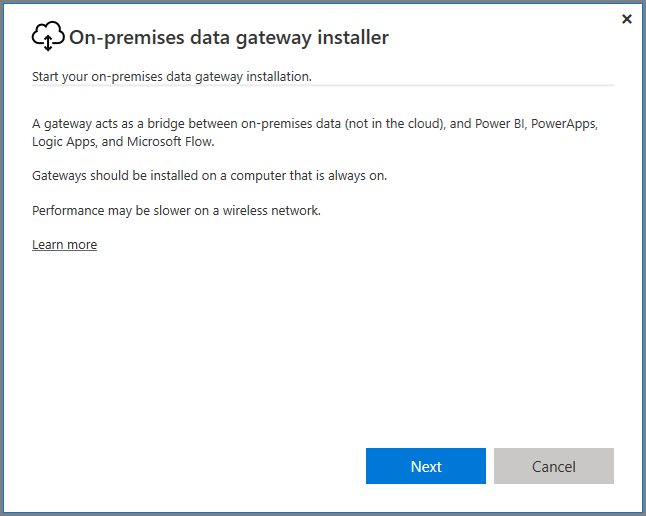 On-premises data gateway installer
Start your on-premises data gateway installation.
A gateway acts as a bridge between on-premises data (not in the cloud), and Power BI, PowerApps,
Logic Apps, and Microsoft Flow.
Gateways should be installed on a computer that is always on.
Performance may be slower on a wireless network.
Learn more
Next
Cancel